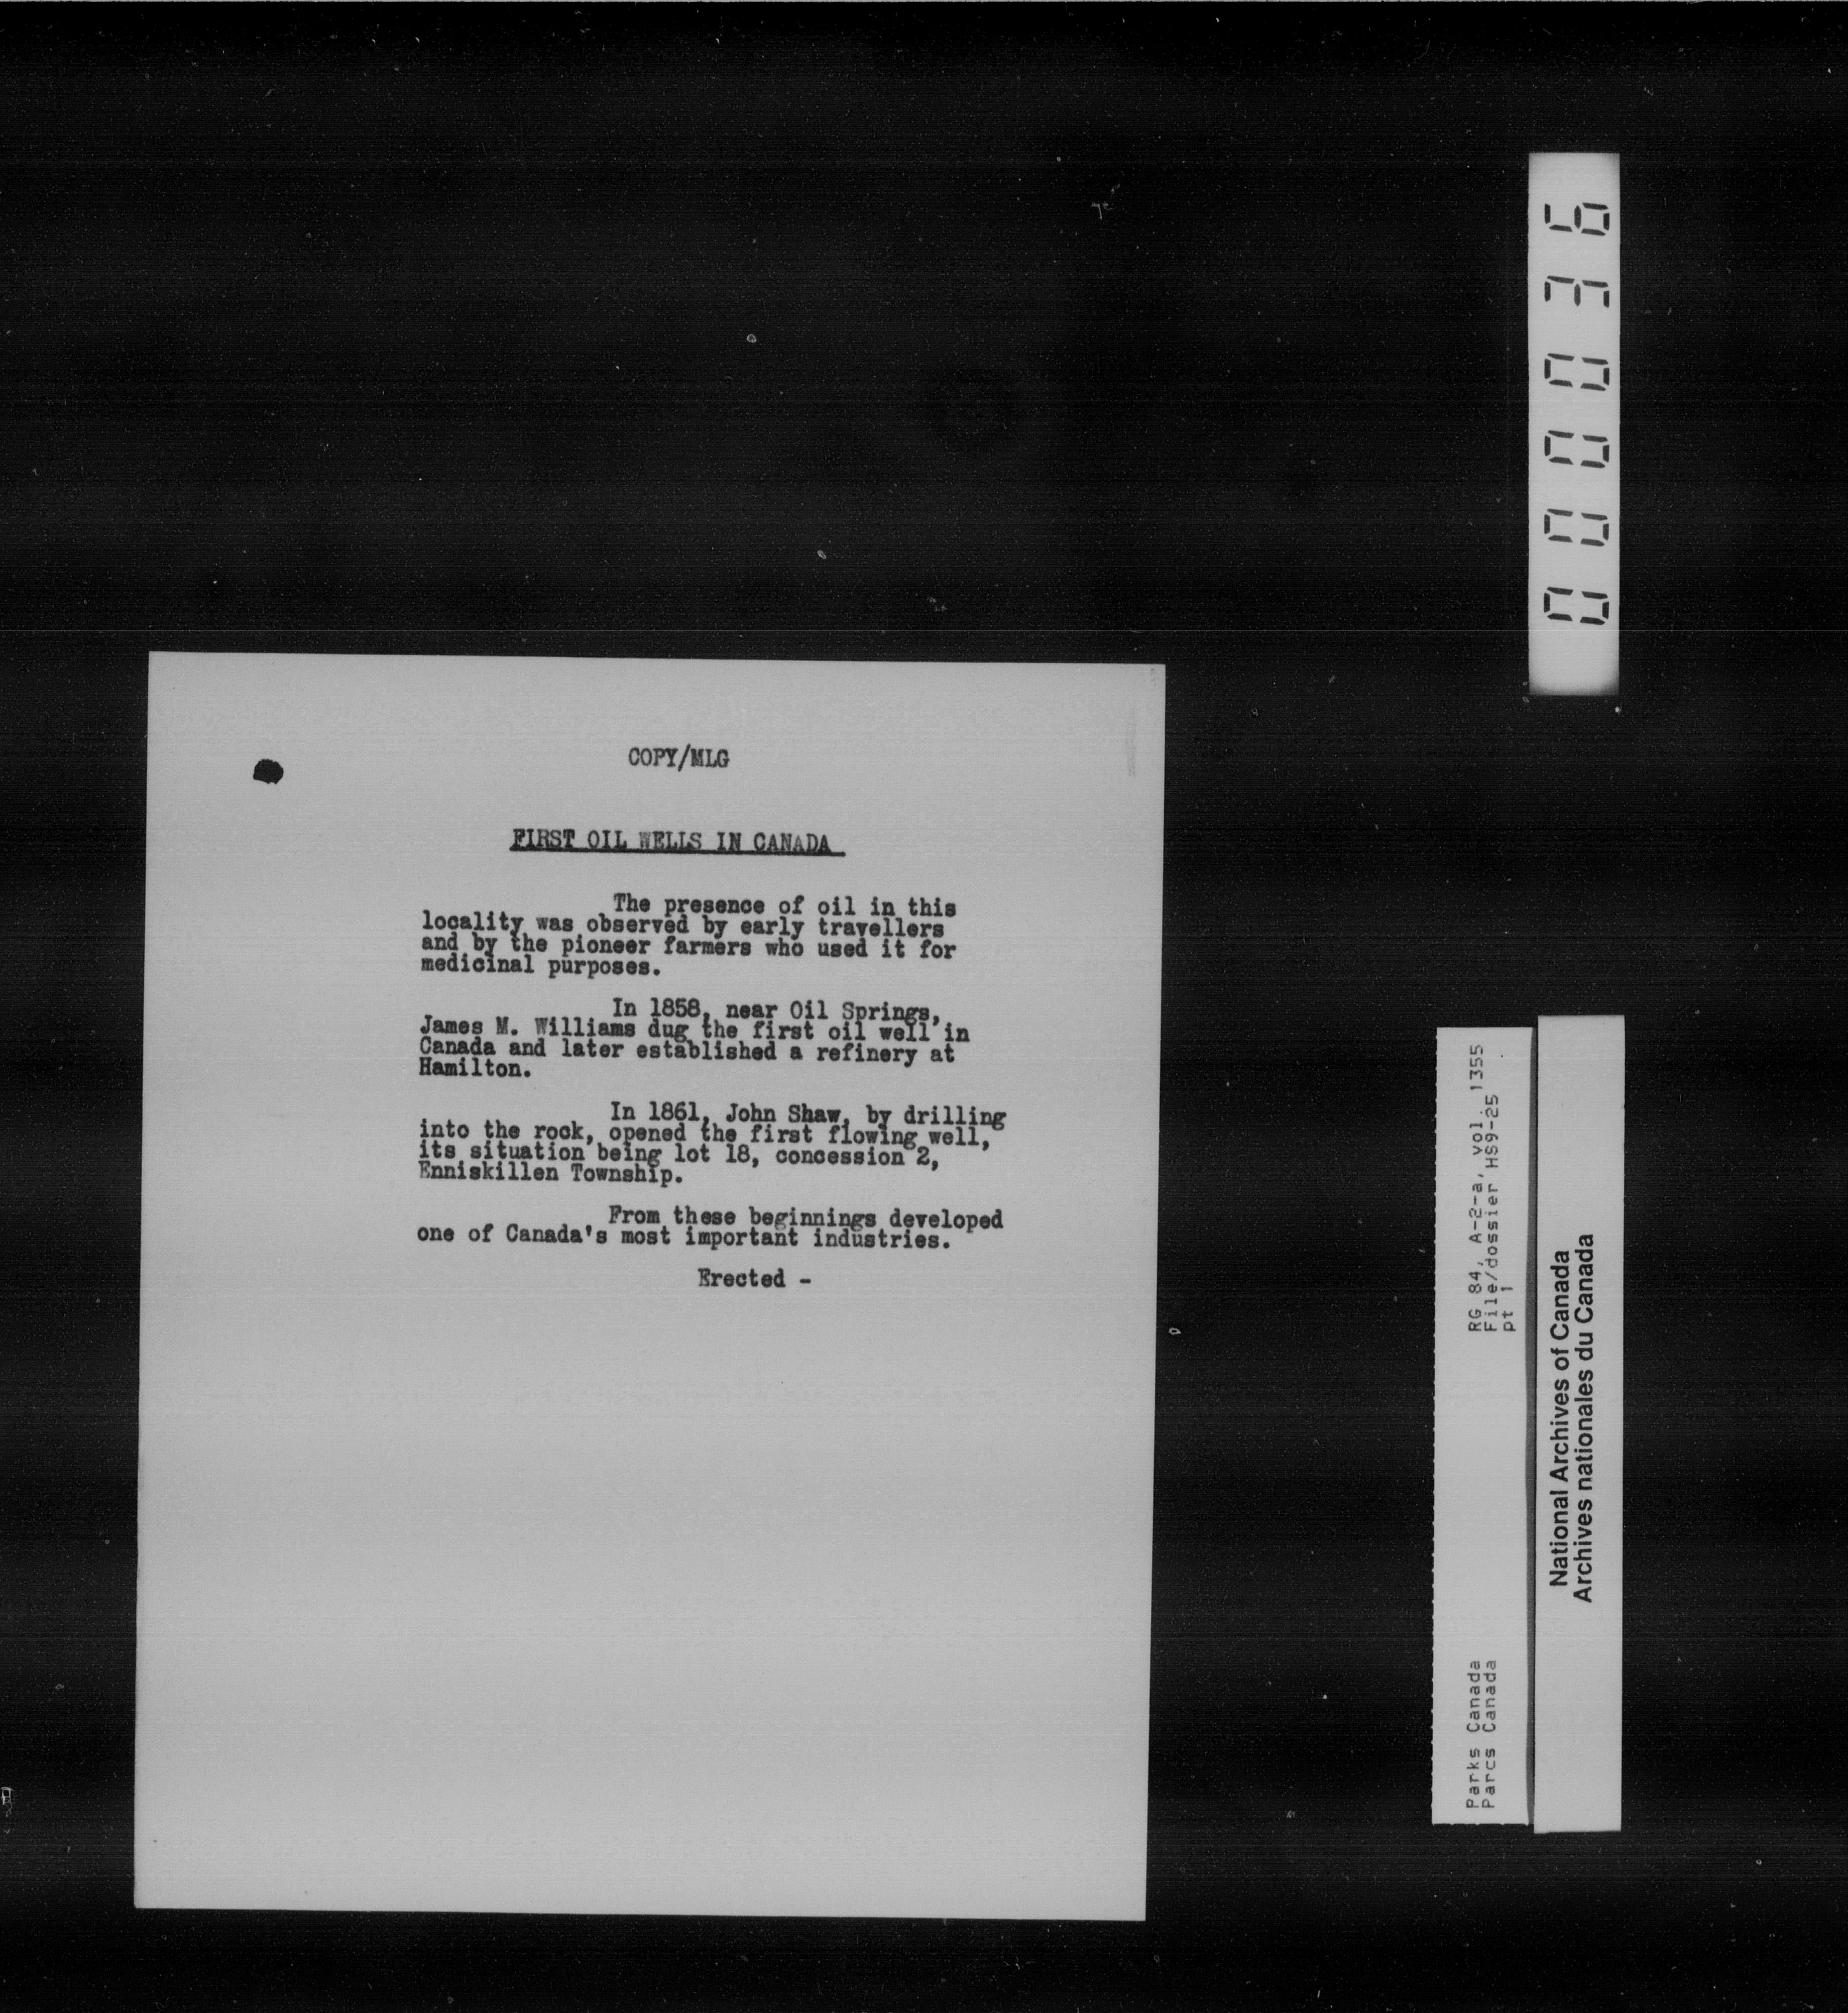 COPY/MLG
FIRST OIL WELLS IN CANADA
The presence of oil in this
locality was observed by early travellers
and by the pioneer farmers who used it for
medicinal purposes.
In 1858, near Oil Springs,
James M. Williams dug the first oil well in
Canada and later established a refinery at
Hamilton.
In 1861, John Shaw, by drilling
into the rock, opened the first flowing well,
its situation being lot 18, concession 2,
Enniskillen Township.
From these beginnings developed
one of Canada's most important industries.
Erected -
000036
RG 84, A-2-a, vol. 1355
File/dossier HS9-25
pt 1
Parks Canada
Parcs Canada
National Archives of Canada
Archives nationales du Canada